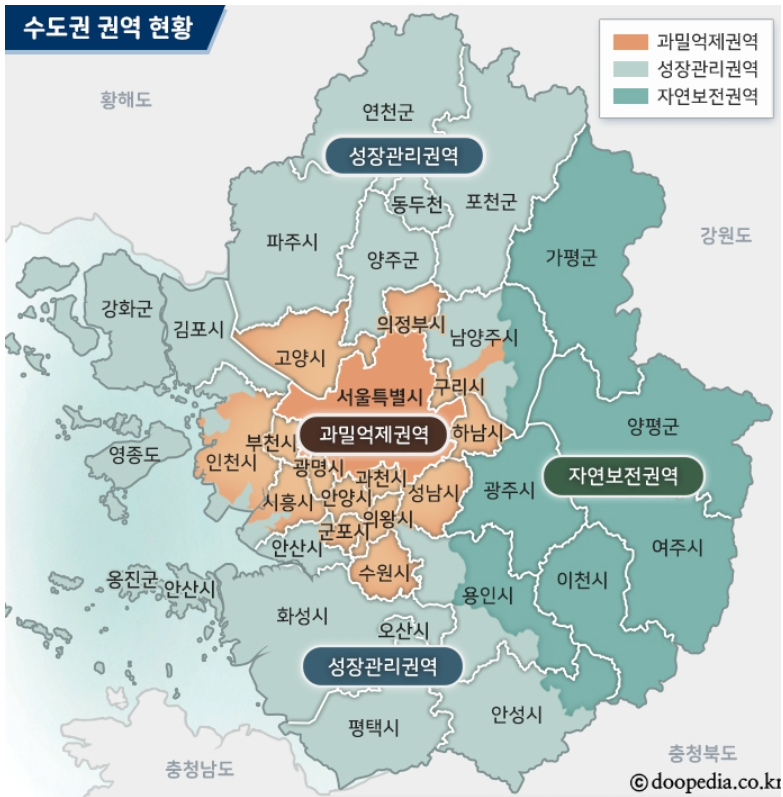 수도권 권역 현황
과밀억제권역
성장관리권역
자연보전권역
황해도
연천군
성장관리권역
동두천
포천군
파주시
양주군
가평군
강원도
강화군
김포시
의정부시
남양주시
고양시
구리시
서울특별시
양평군
부천시
과밀억제권역
하남시
영종도
인천시
광명시
과천시
자연보전권역
시흥시
안양시
성남시
광주시
의왕시
군포시
안산시
여주시
수원시
이천시
옹진군
안산시
용인시
화성시
오산시
성장관리권역
안성시
평택시
충청남도
충청북도
ⓒdoopedia.co.kr